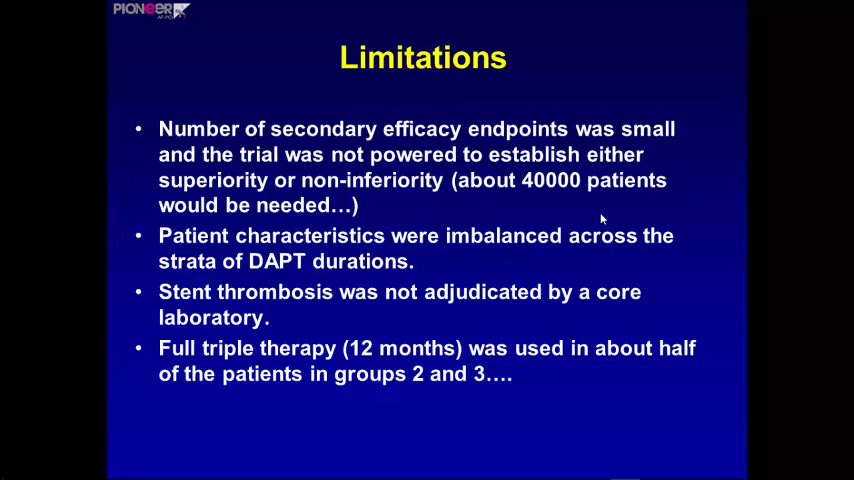 PIONEER
AF-PCI
Limitations
• Number of secondary efficacy endpoints was small
and the trial was not powered to establish either
superiority or non-inferiority (about 40000 patients
would be needed…)
• Patient characteristics were imbalanced across the
strata of DAPT durations.
• Stent thrombosis was not adjudicated by a core
laboratory.
• Full triple therapy (12 months) was used in about half
of the patients in groups 2 and 3….